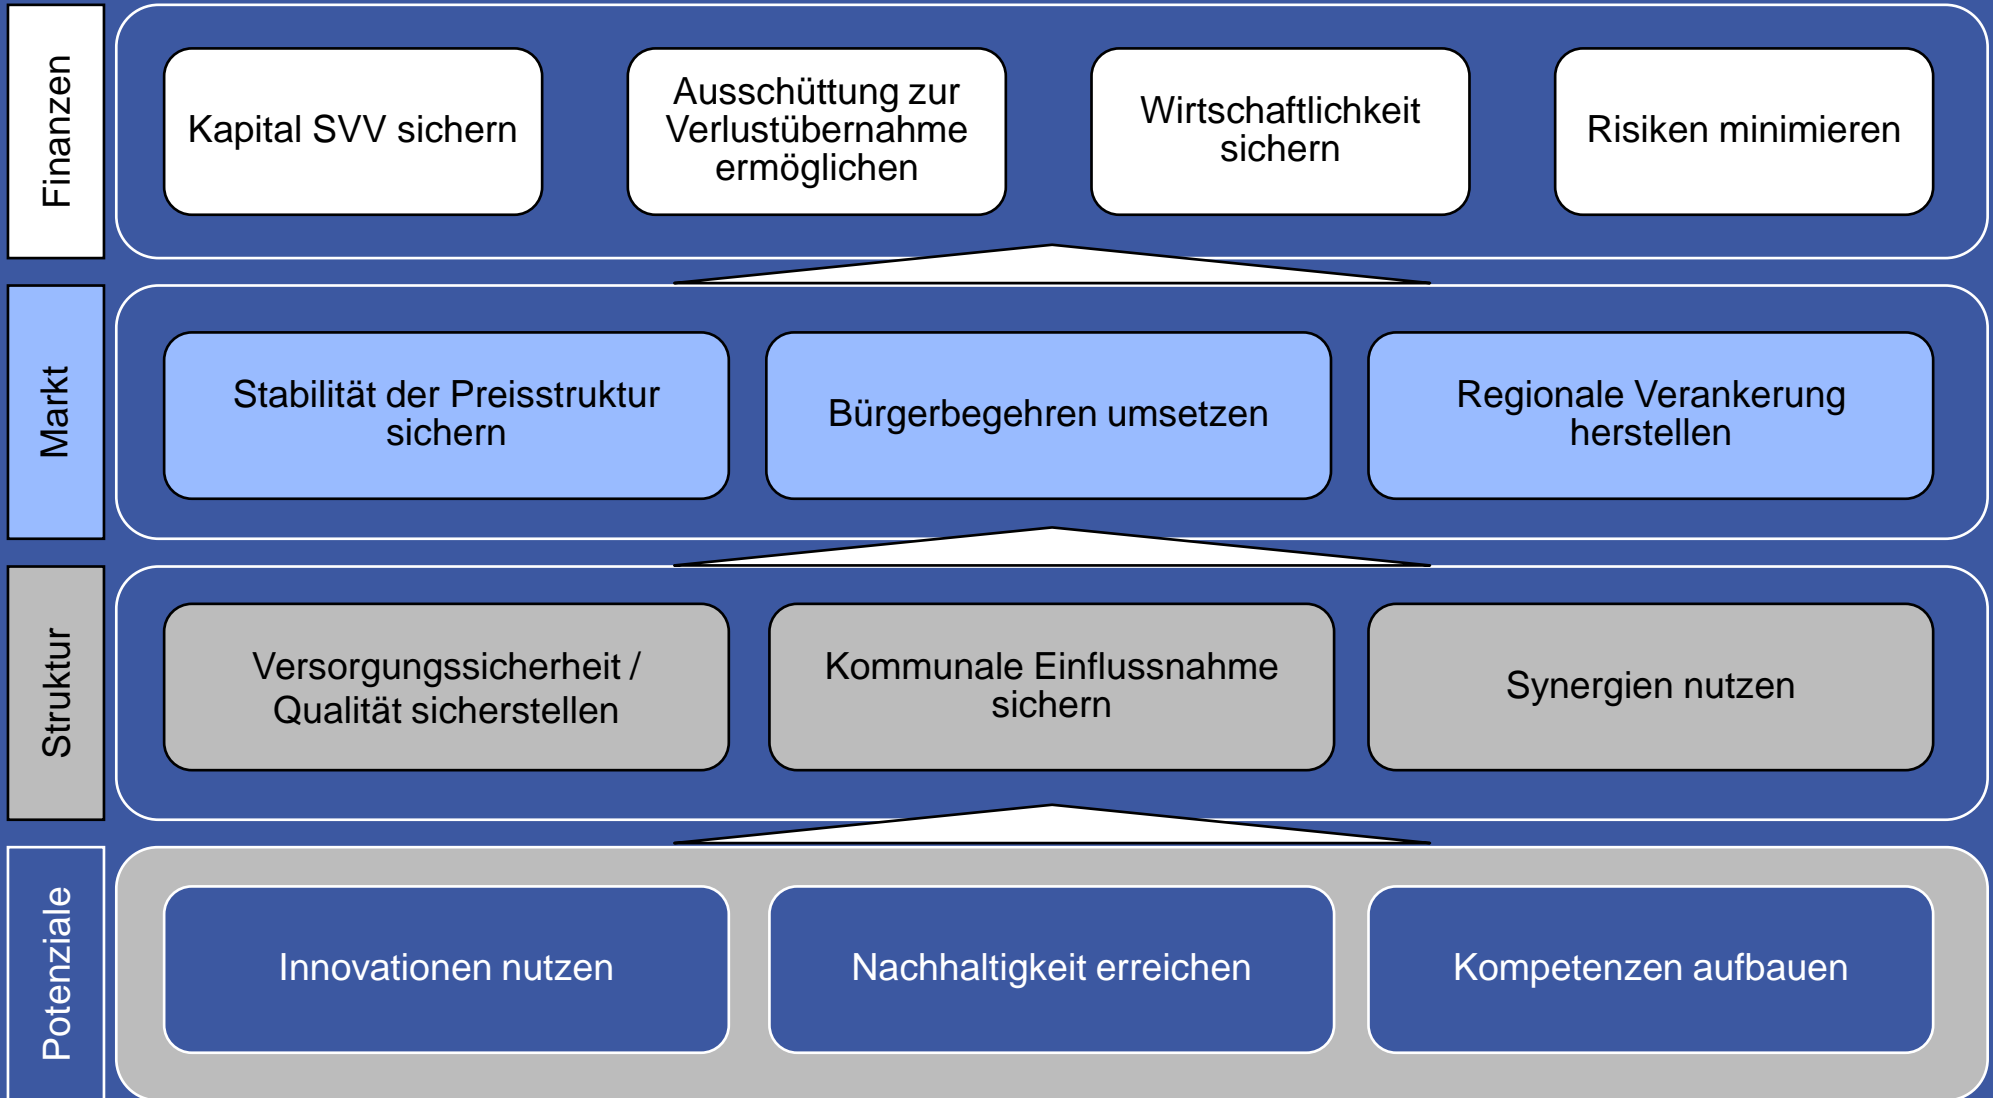 Finanzen
Kapital SVV sichern
Ausschüttung zur
Verlustübernahme
ermöglichen
Wirtschaftlichkeit
sichern
Risiken minimieren
Markt
Stabilität der Preisstruktur
sichern
Bürgerbegehren umsetzen
Regionale Verankerung
herstellen
Struktur
Versorgungssicherheit /
Qualität sicherstellen
Kommunale Einflussnahme
sichern
Synergien nutzen
Potenziale
Innovationen nutzen
Nachhaltigkeit erreichen
Kompetenzen aufbauen